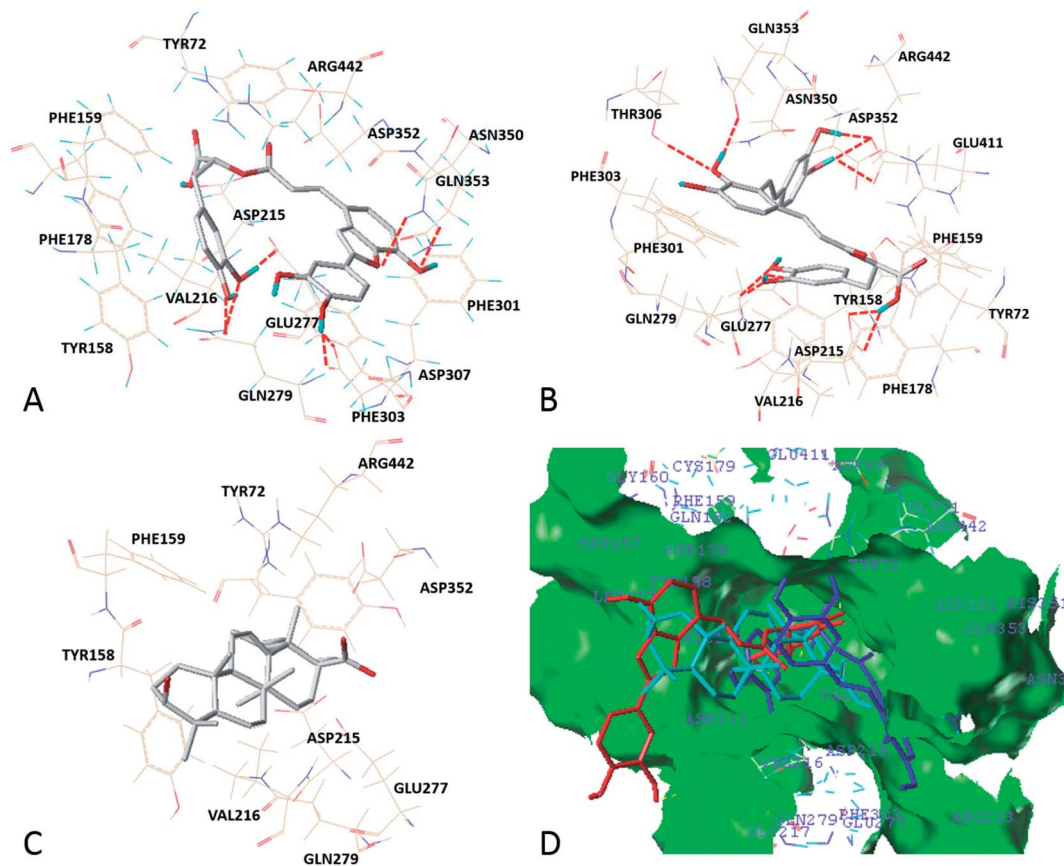 TYR72
ARG442
PHE159
ASP352
ASN350
GLN353
ASP215
PHE178
VAL216
PHE301
GLU277
TYR158
ASP307
GLN279
PHE303
A
GLN353
ARG442
THR306
ASN350
ASP352
GLU411
PHE303
PHE301
PHE159
GLN279
TYR158
TYR72
GLU277
ASP215
PHE178
VAL216
B
ARG442
TYR72
PHE159
ASP352
TYR158
ASP215
GLU277
VAL216
GLN279
C
GLU411
CYS179
PHE159
SER157
PHE178
TYR72
ASP352
GLN353
GLN279
D